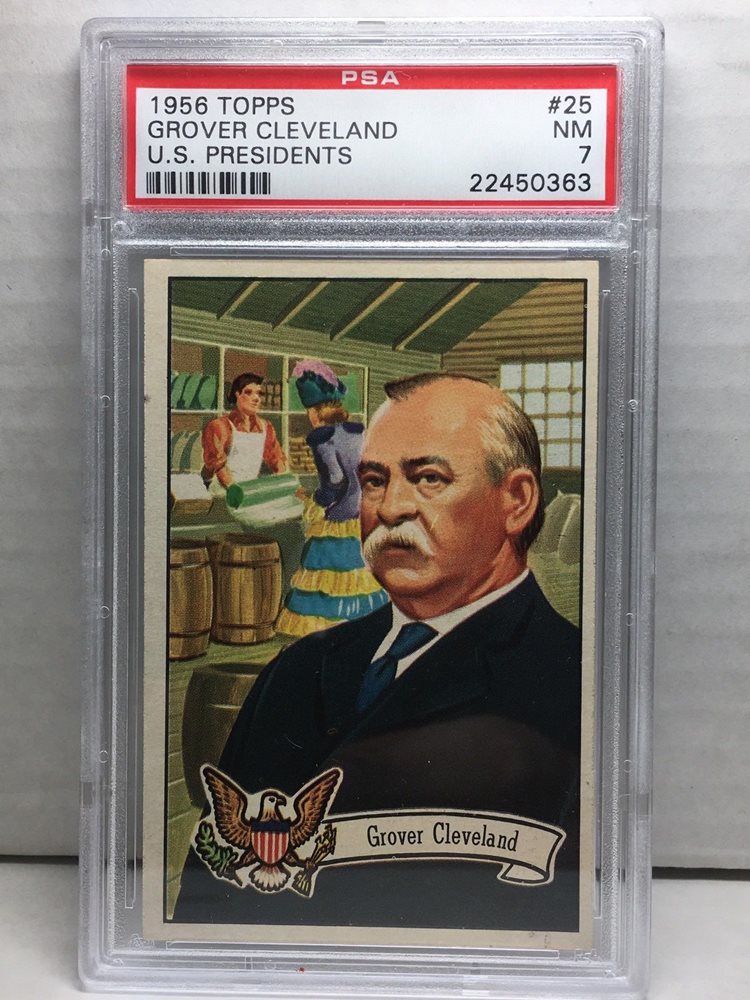 PSA
1956 TOPPS #25
GROVER CLEVELAND NM
U.S. PRESIDENTS 7
22450363
Grover Cleveland